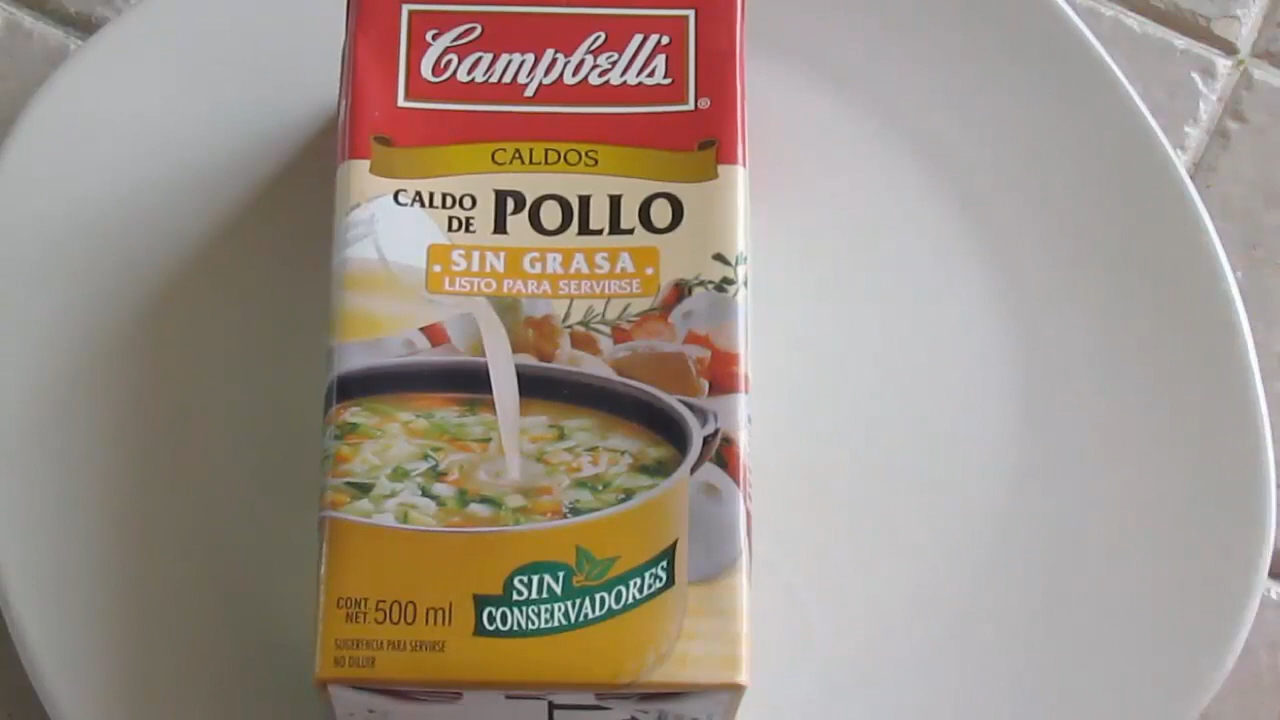 Campbell's®
CALDOS
CALDO
DE POLLO
. SIN GRASA .
LISTO PARA SERVIRSE
SIN
CONSERVADORES
CONT.
NET. 500 ml
SUGERENCIA PARA SERVIRSE
NO DILUIR